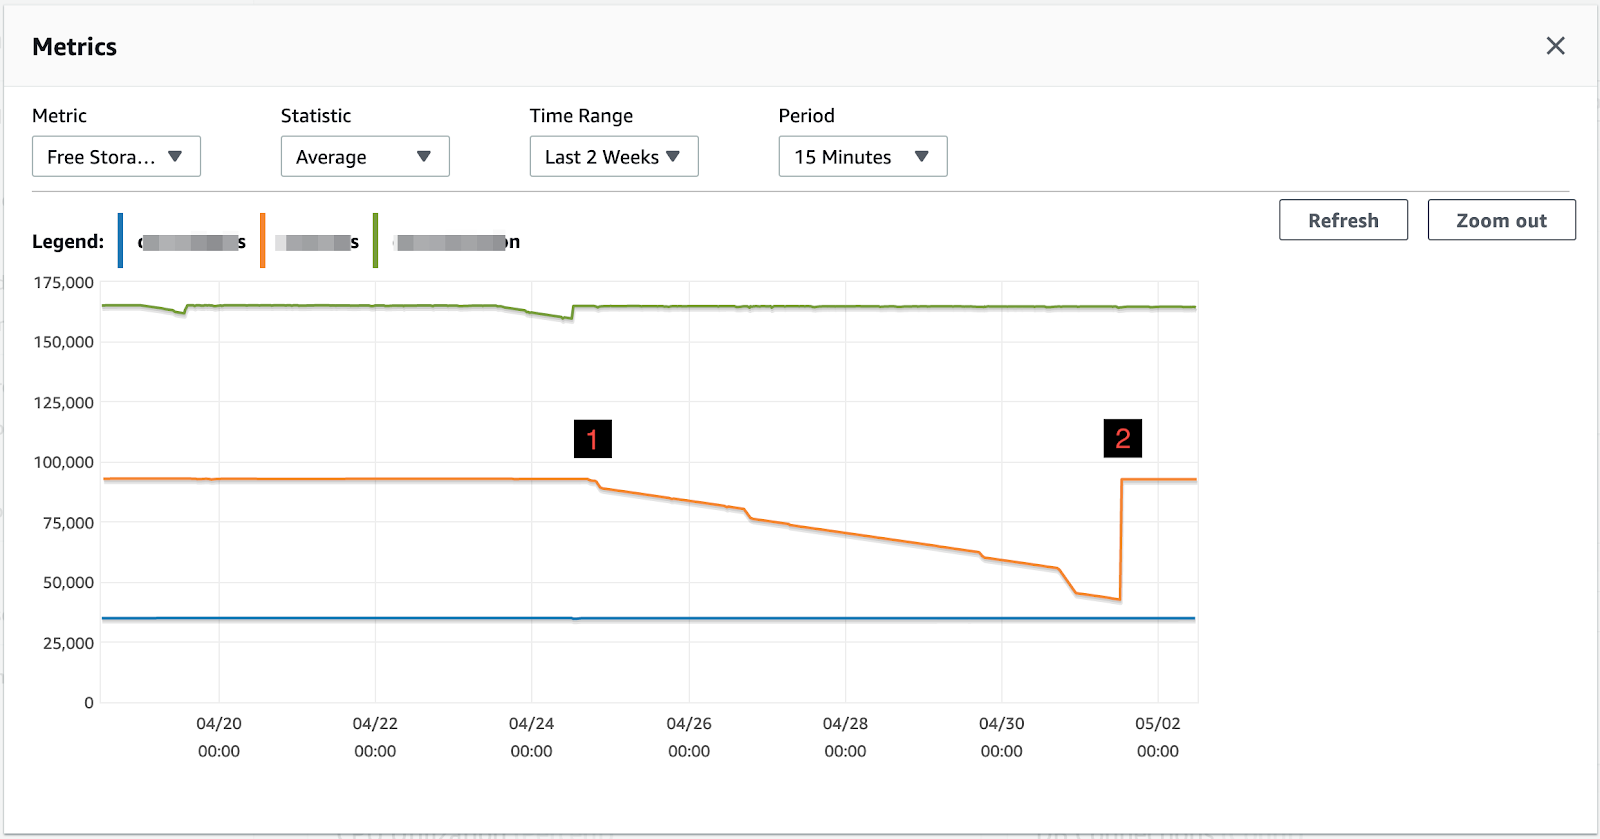 Metrics
Metric Statistic Time Range Period
Free Stora... Average Last 2 Weeks 15 Minutes
Refresh Zoom out
Legend:
175,000
150,000
125,000
100,000
75,000
50,000
25,000
0
1 2
04/20 04/22 04/24 04/26 04/28 04/30 05/02
00:00 00:00 00:00 00:00 00:00 00:00 00:00